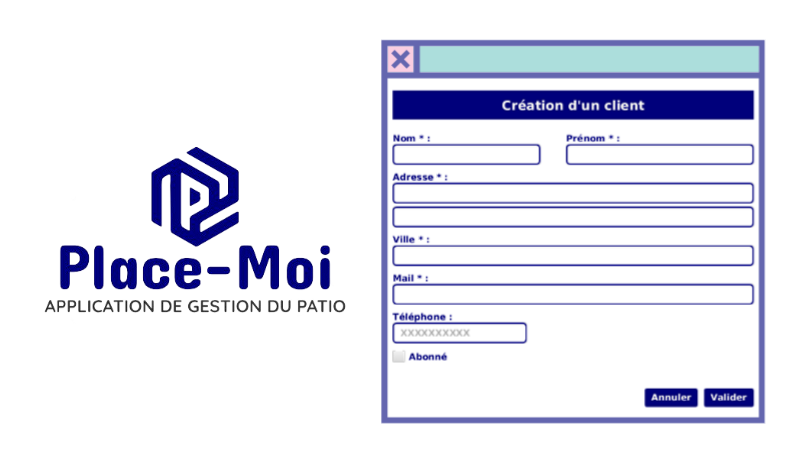 Place-Moi
APPLICATION DE GESTION DU PATIO
Création d'un client
Nom * :
Prénom * :
Adresse * :
Ville * :
Mail * :
Téléphone :
xxxxxxxxxx
Abonné
Annuler
Valider